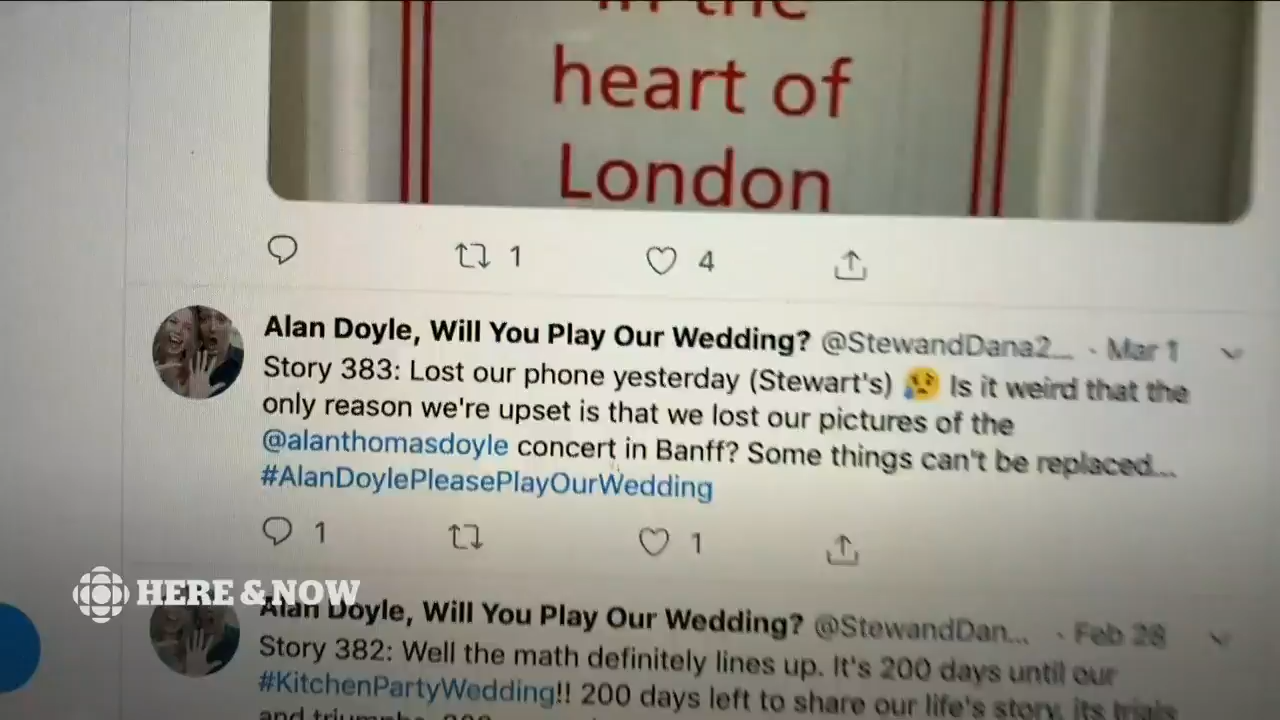 in the
heart of
London
1
4
Alan Doyle, Will You Play Our Wedding? @StewandDana2... · Mar 1
Story 383: Lost our phone yesterday (Stewart's) 😢 Is it weird that the
only reason we're upset is that we lost our pictures of the
@alanthomasdoyle concert in Banff? Some things can't be replaced...
#AlanDoylePleasePlayOurWedding
1
1
HERE & NOW
Alan Doyle, Will You Play Our Wedding? @StewandDan... · Feb 28
Story 382: Well the math definitely lines up. It's 200 days until our
#KitchenPartyWedding!! 200 days left to share our life's story, its trials
and triumphs